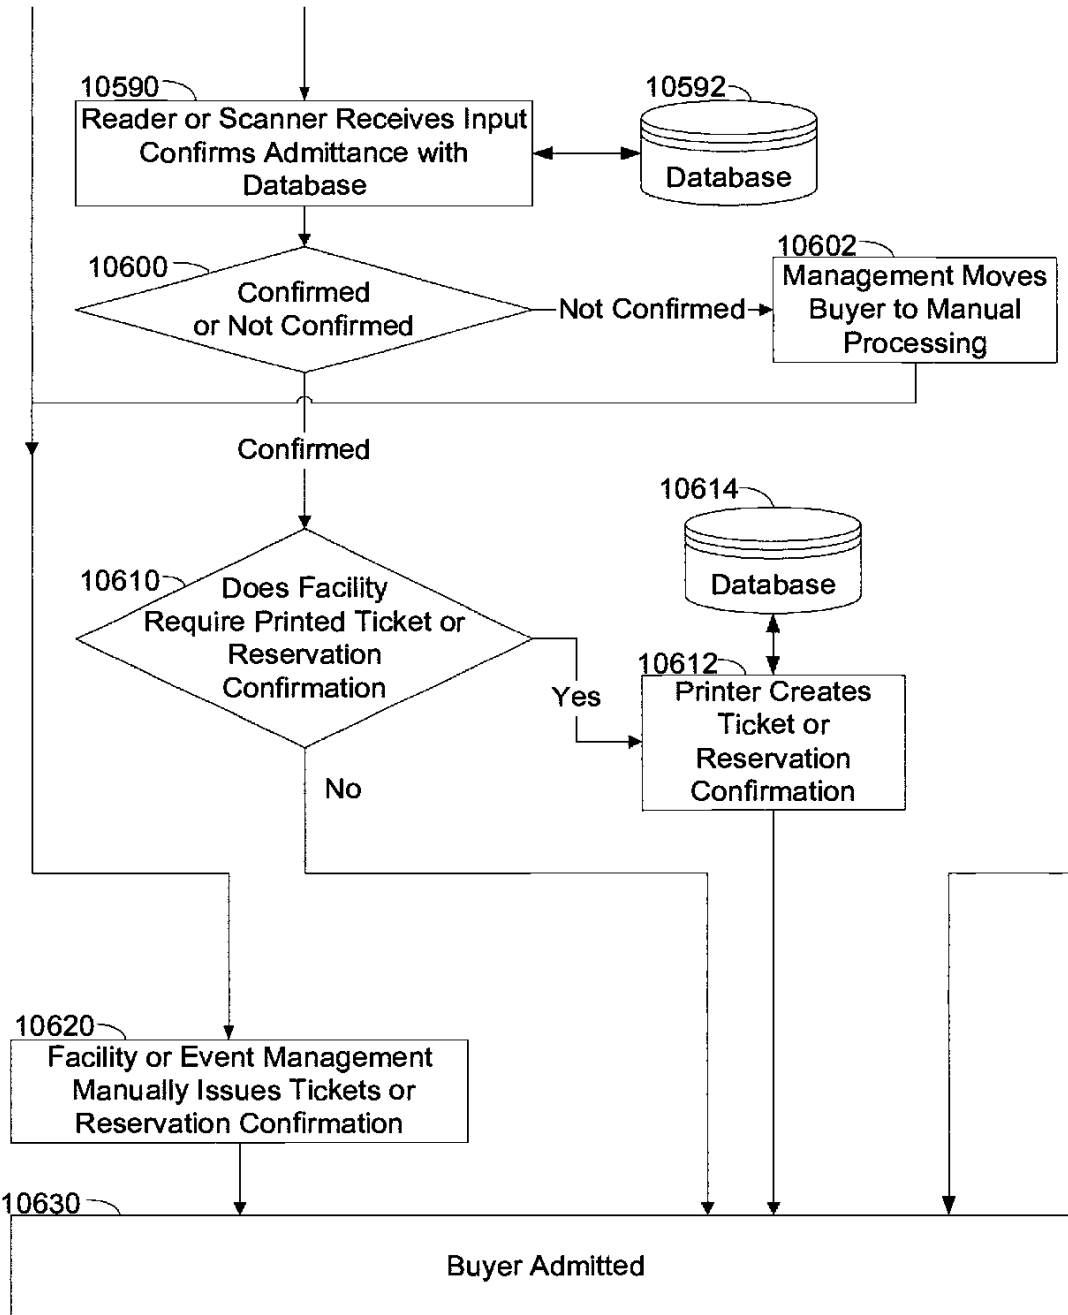 10590
Reader or Scanner Receives Input
Confirms Admittance with
Database
10592
Database
10600
Confirmed
or Not Confirmed
Not Confirmed
10602
Management Moves
Buyer to Manual
Processing
Confirmed
10610
Does Facility
Require Printed Ticket or
Reservation
Confirmation
Yes
No
10614
Database
10612
Printer Creates
Ticket or
Reservation
Confirmation
10620
Facility or Event Management
Manually Issues Tickets or
Reservation Confirmation
10630
Buyer Admitted